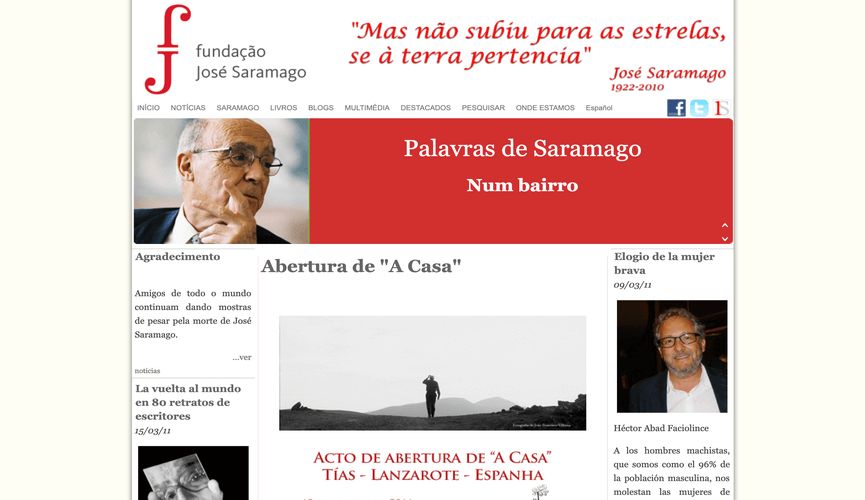 fundação
José Saramago
"Mas não subiu para as estrelas,
se à terra pertencia"
José Saramago
1922-2010
INÍCIO NOTÍCIAS SARAMAGO LIVROS BLOGS MULTIMÉDIA DESTACADOS PESQUISAR ONDE ESTAMOS Español
Palavras de Saramago
Num bairro
Agradecimento
Amigos de todo o mundo
continuam dando mostras
de pesar pela morte de José
Saramago.
...ver
noticias
La vuelta al mundo
en 80 retratos de
escritores
15/03/11
Abertura de "A Casa"
ACTO DE ABERTURA DE “A CASA”
TÍAS - LANZAROTE - ESPANHA
Elogio de la mujer
brava
09/03/11
Héctor Abad Faciolince
A los hombres machistas,
que somos como el 96% de
la población masculina, nos
molestan las mujeres de